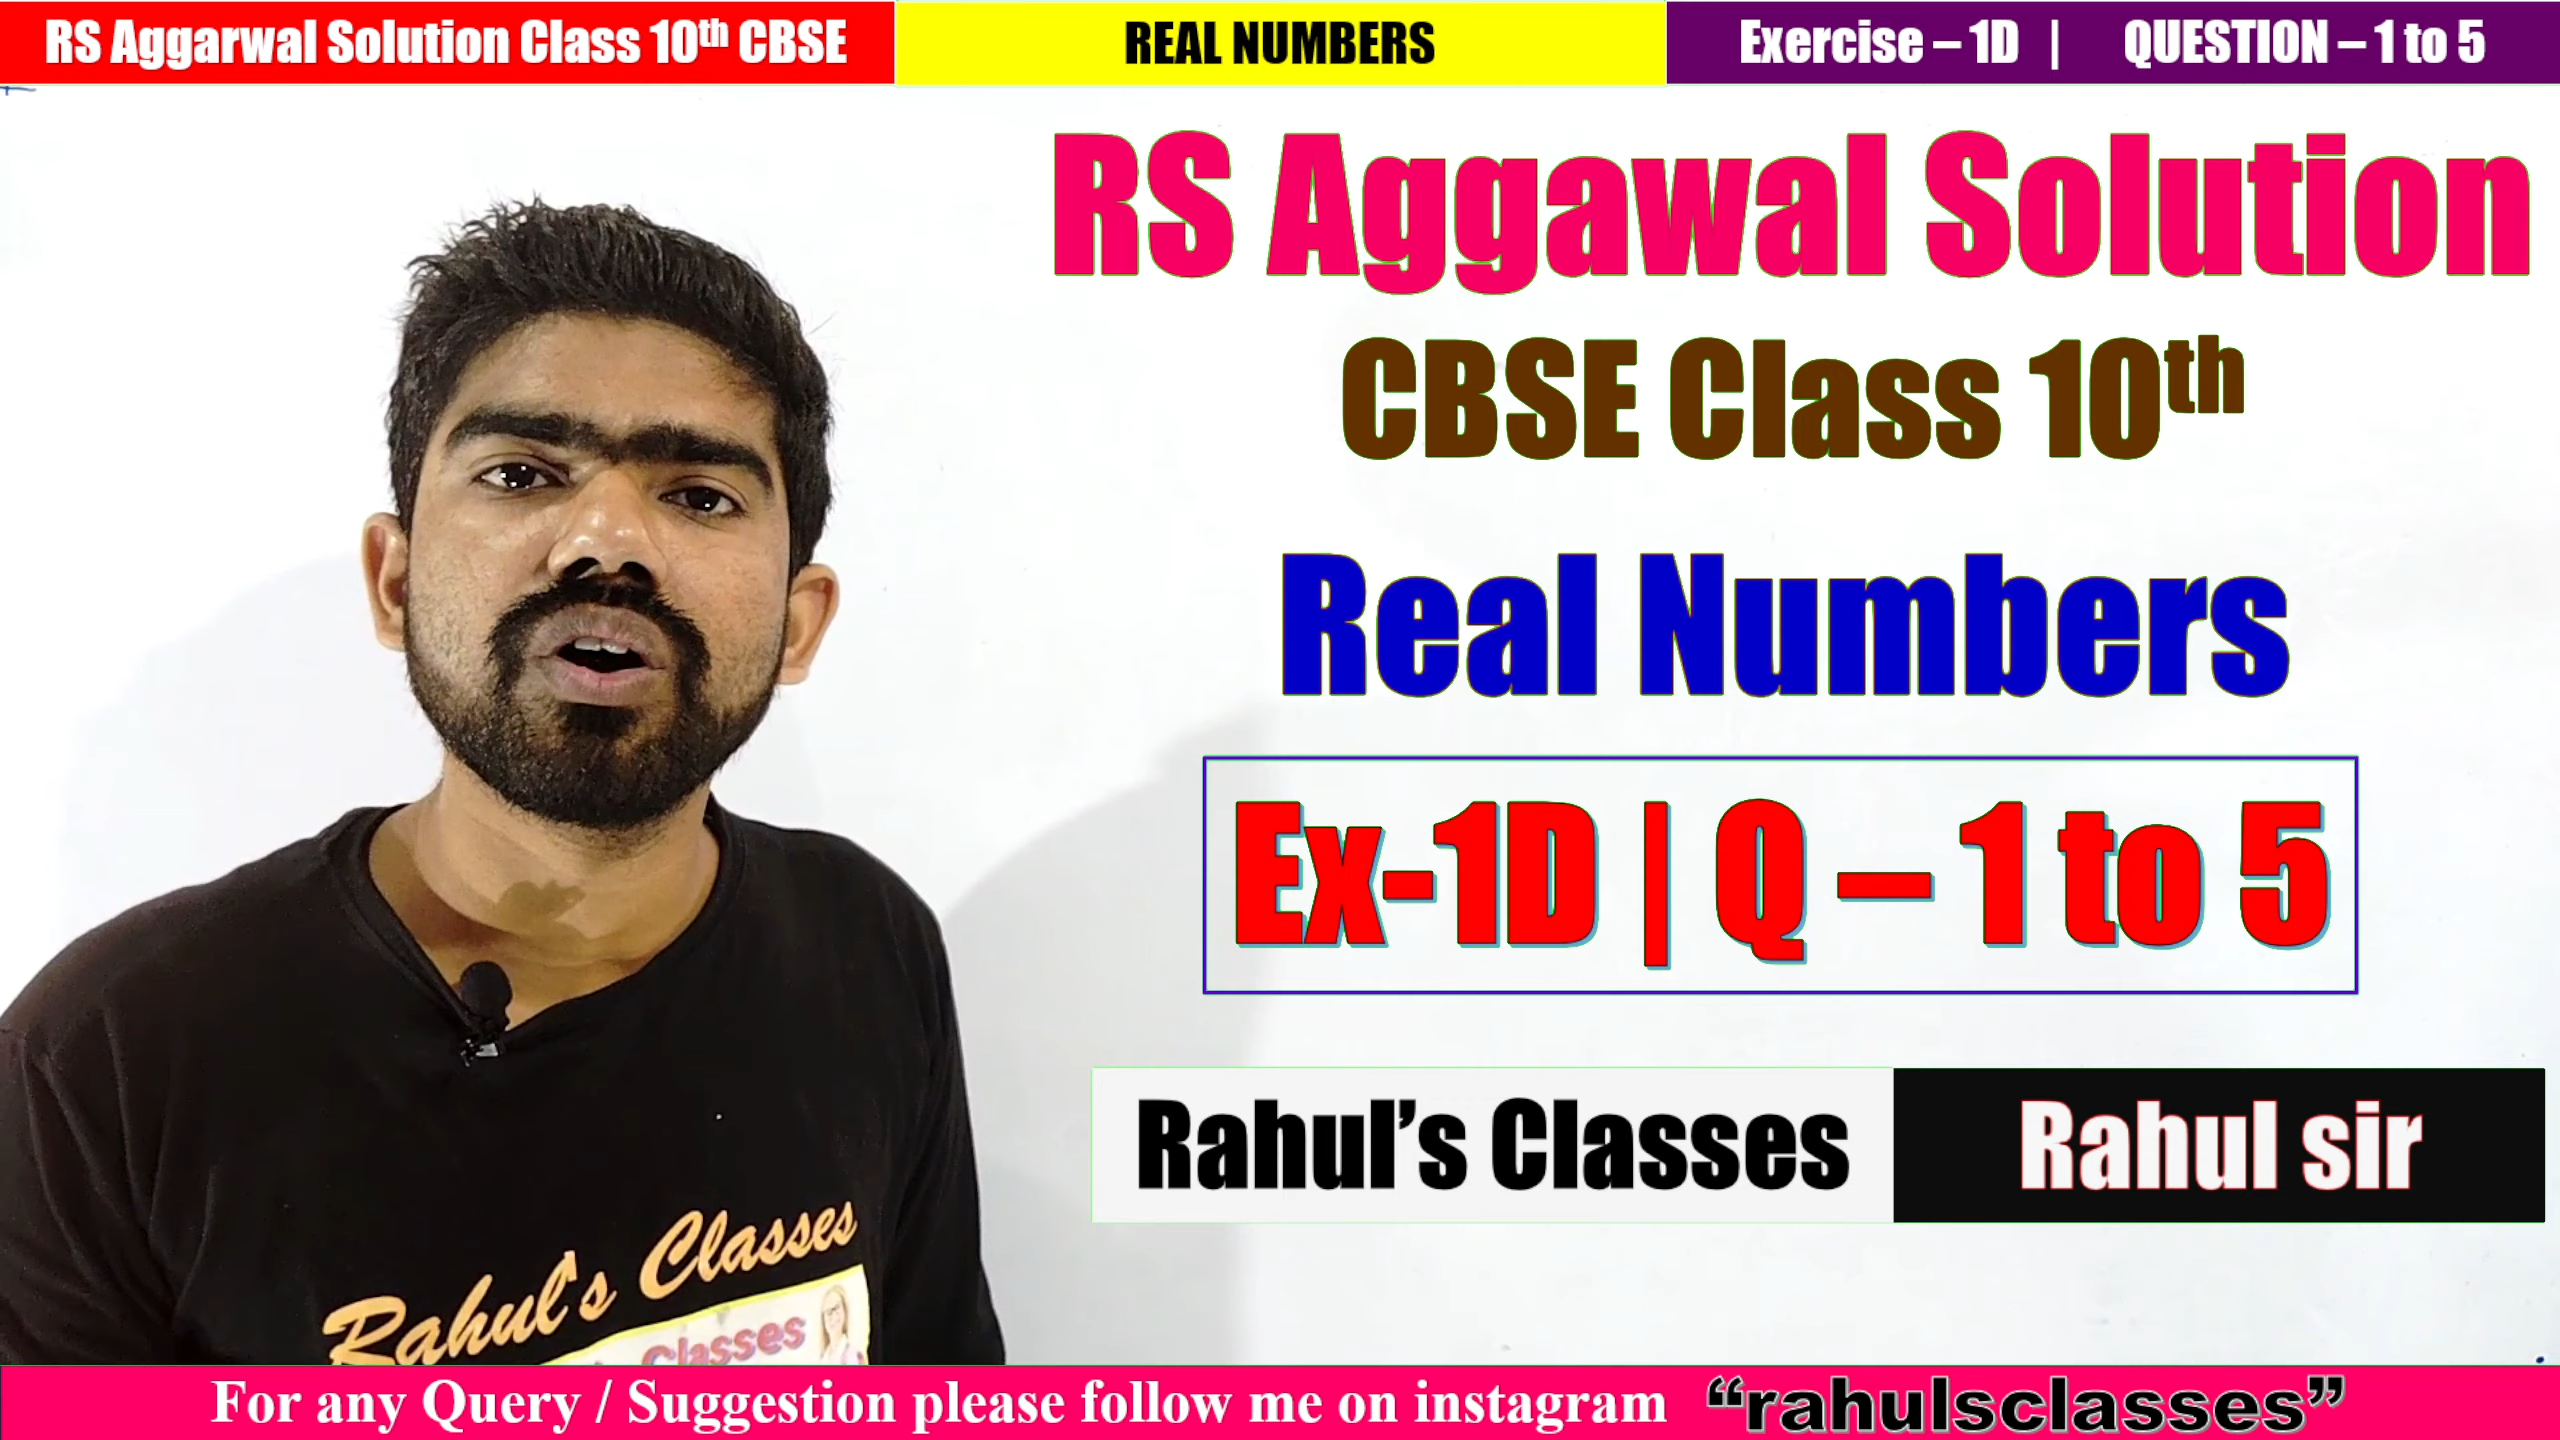 RS Aggarwal Solution Class 10th CBSE
REAL NUMBERS
Exercise – 1D | QUESTION – 1 to 5
RS Aggawal Solution
CBSE Class 10th
Real Numbers
Ex-1D | Q – 1 to 5
Rahul’s Classes
Rahul sir
Rahul's Classes
Classes
For any Query / Suggestion please follow me on instagram “rahulsclasses”